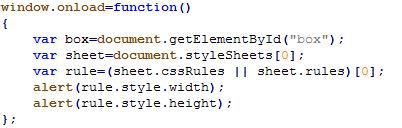 window.onload=function()
{
    var box=document.getElementById("box");
    var sheet=document.styleSheets[0];
    var rule=(sheet.cssRules || sheet.rules)[0];
    alert(rule.style.width);
    alert(rule.style.height);
};